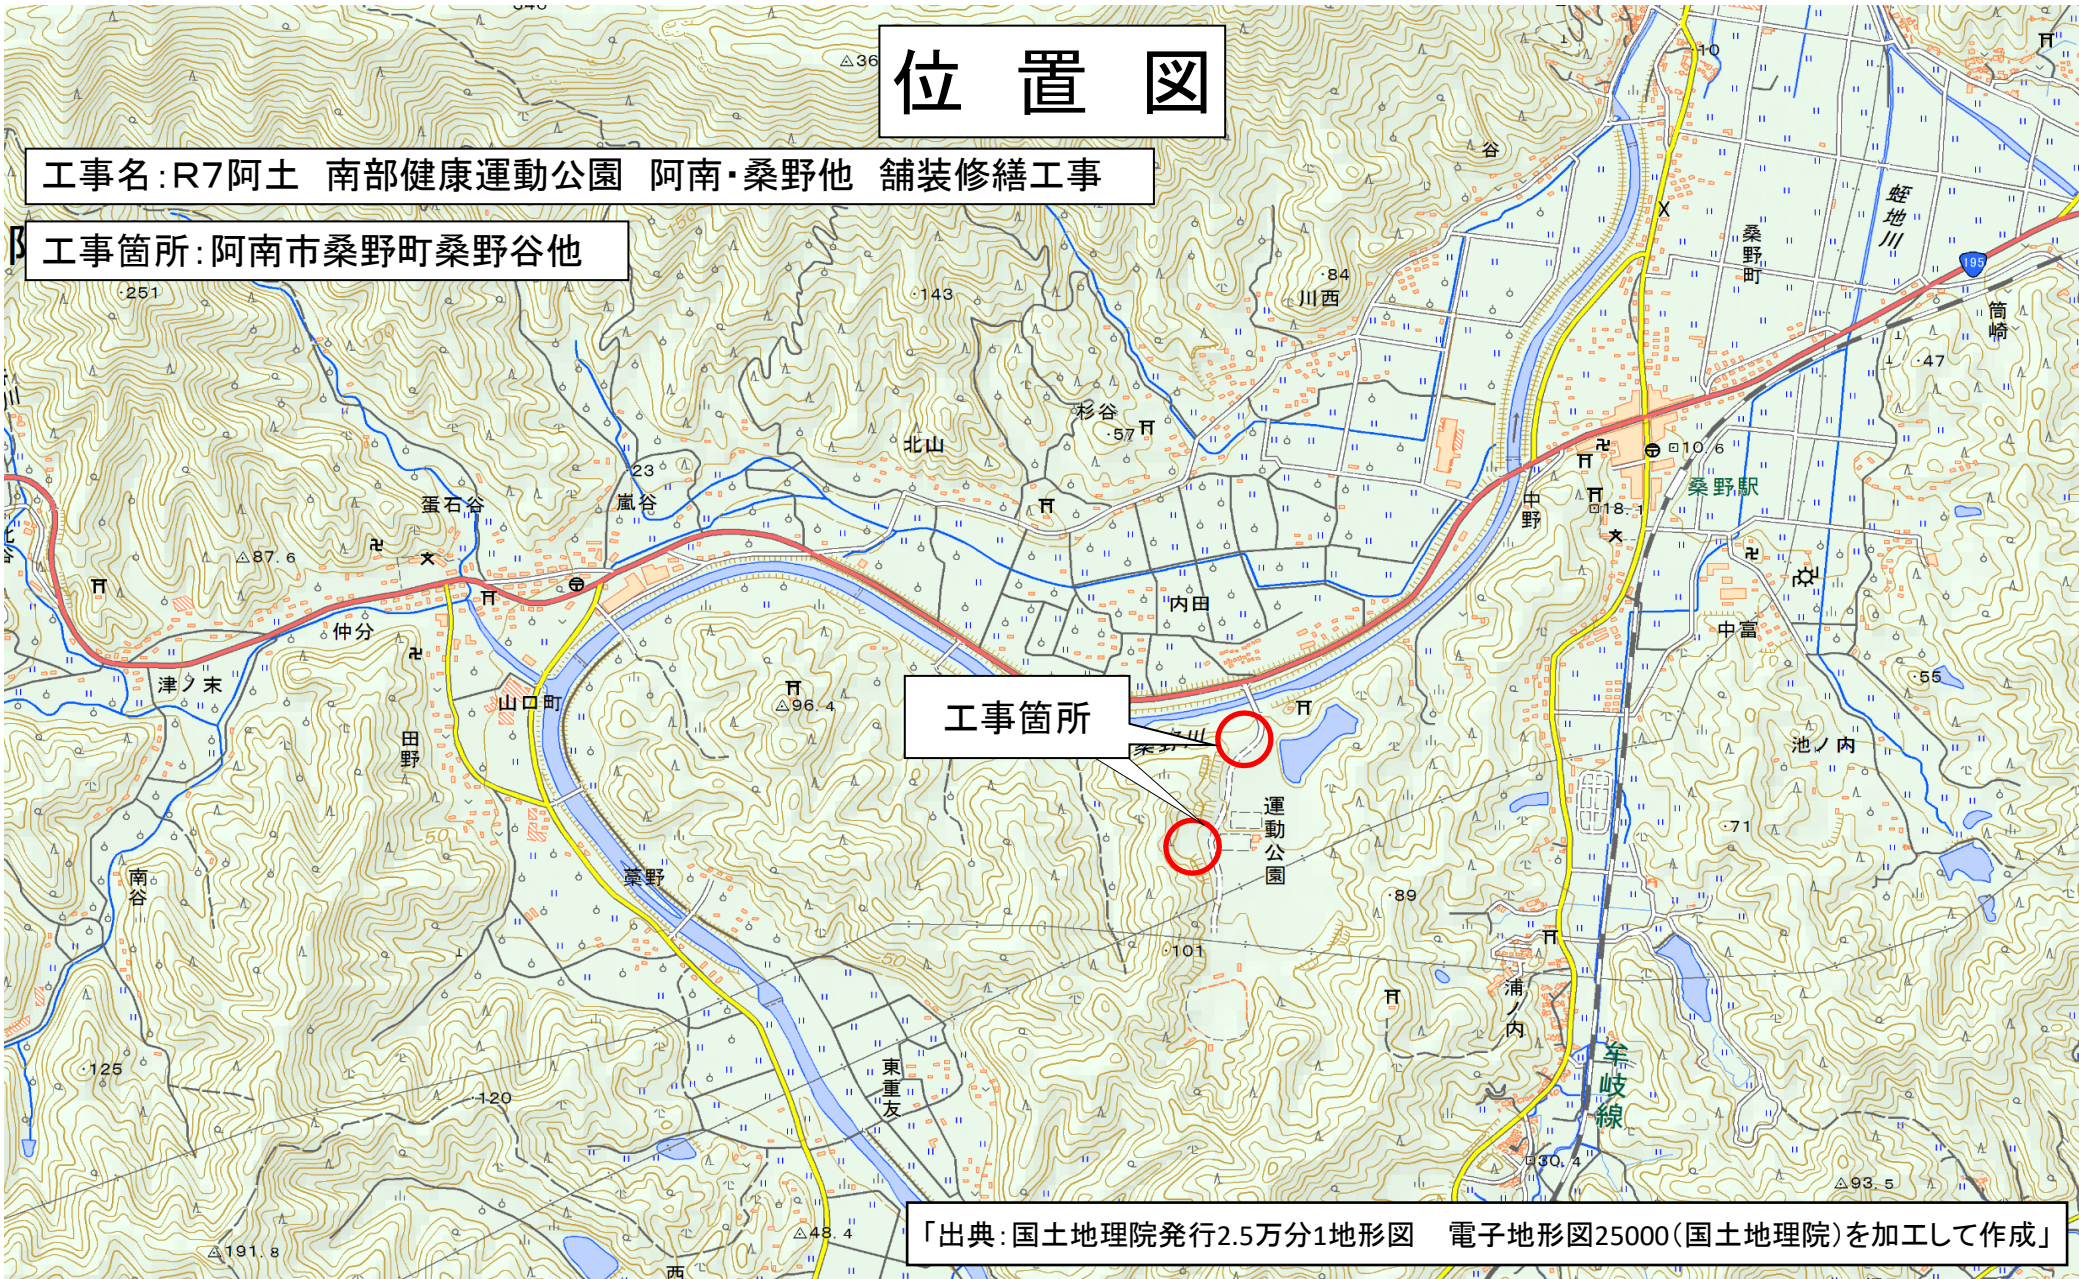 位 置 図
工事名：R7阿土 南部健康運動公園 阿南・桑野他 舗装修繕工事
工事箇所：阿南市桑野町桑野谷他
10
谷
蛭地川
桑野町
195
筒崎
・47
・251
・143
・84
川西
杉谷
・57
北山
23
嵐谷
蛋石谷
87.6
10.6
桑野駅
中野
18.1
内田
中富
仲分
津ノ末
山口町
96.4
田野
工事箇所
桑野川
・55
池ノ内
運動公園
・71
50
南谷
藁野
・89
・101
50
浦ノ内
牟岐線
・125
・120
東重友
30.4
93.5
48.4
・191.8
西
「出典：国土地理院発行2.5万分1地形図 電子地形図25000（国土地理院）を加工して作成」